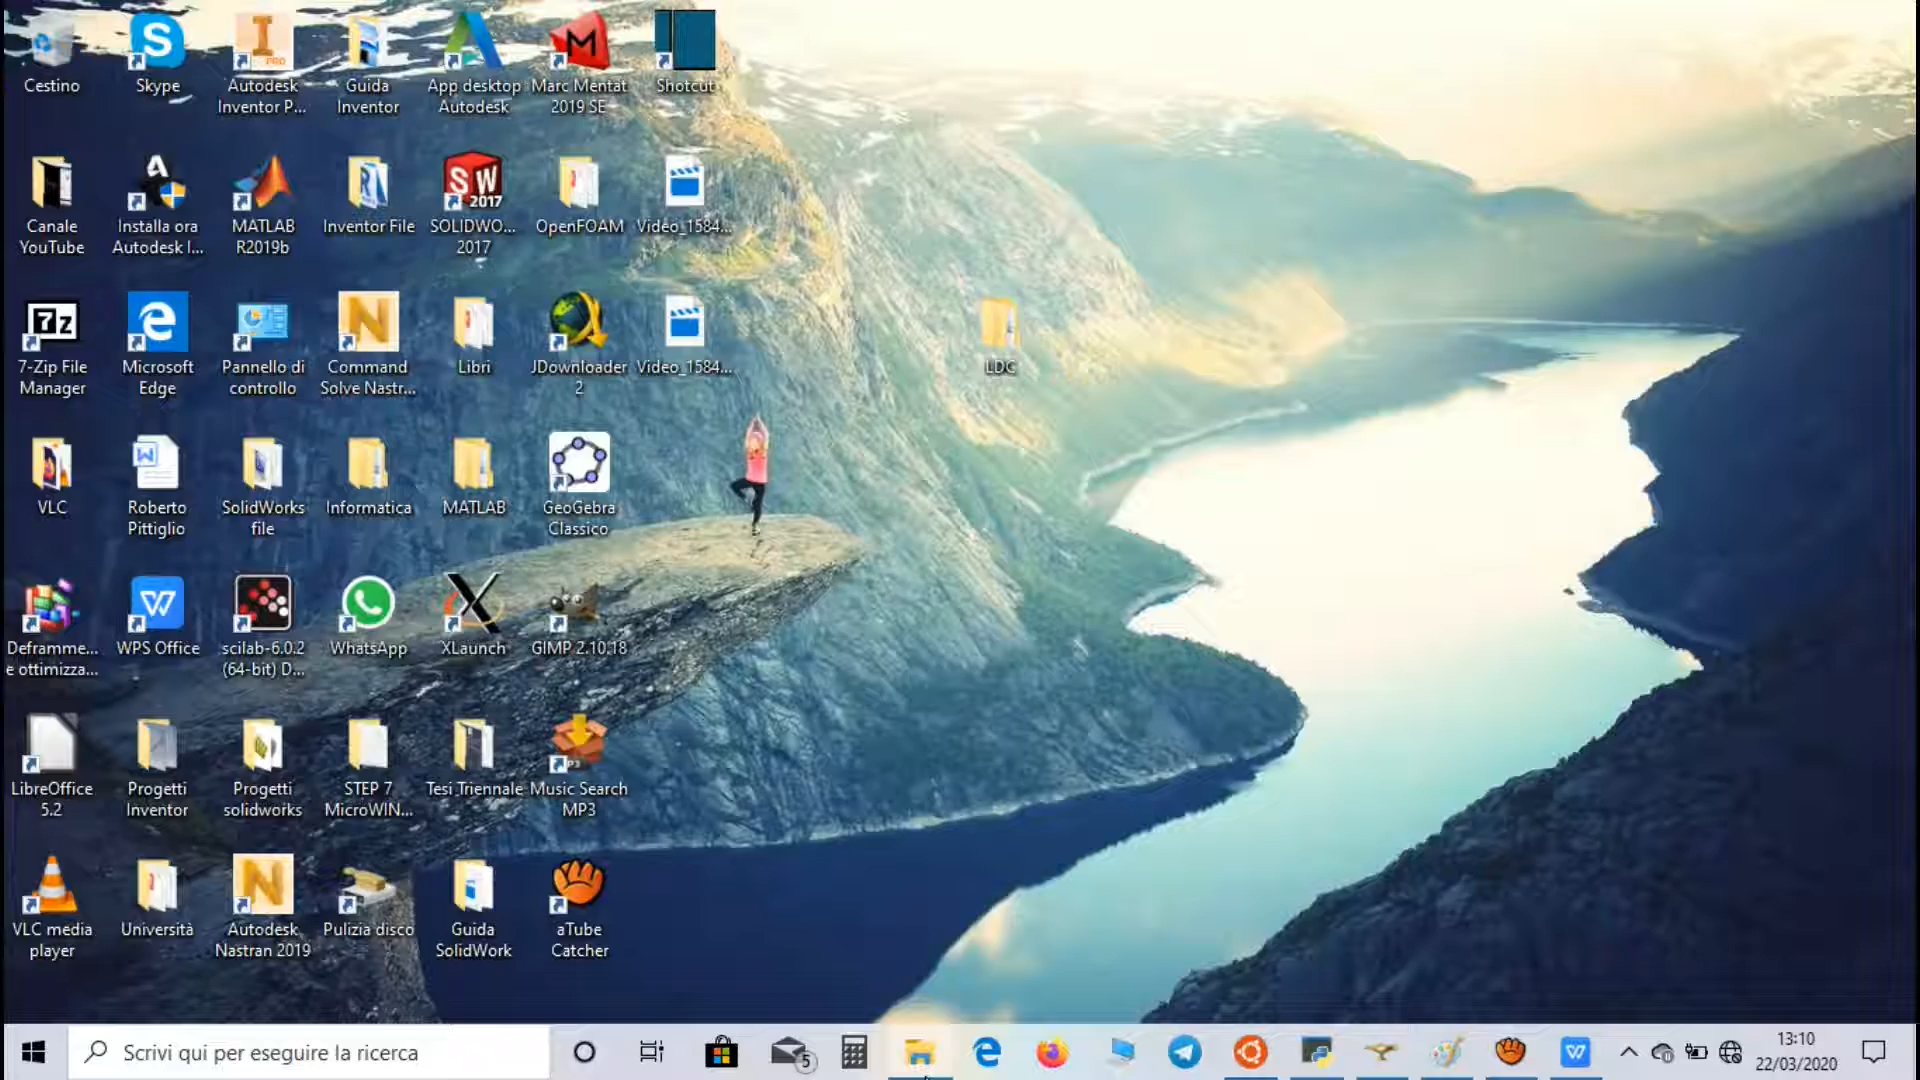 Cestino
Skype
Autodesk
Inventor P...
Guida
Inventor
App desktop
Autodesk
Marc Mentat
2019 SE
Shotcut
Canale
YouTube
Installa ora
Autodesk I...
MATLAB
R2019b
Inventor File
SOLIDWO...
2017
OpenFOAM
Video_1584...
7-Zip File
Manager
Microsoft
Edge
Pannello di
controllo
Command
Solve Nastr...
Libri
JDownloader
2
Video_1584...
LDC
VLC
Roberto
Pittiglio
SolidWorks
file
Informatica
MATLAB
GeoGebra
Classico
Deframme...
e ottimizza...
WPS Office
scilab-6.0.2
(64-bit) D...
WhatsApp
XLaunch
GIMP 2.10.18
LibreOffice
5.2
Progetti
Inventor
Progetti
solidworks
STEP 7
MicroWIN...
Tesi Triennale
Music Search
MP3
VLC media
player
Università
Autodesk
Nastran 2019
Pulizia disco
Guida
SolidWork
aTube
Catcher
Scrivi qui per eseguire la ricerca
5
13:10
22/03/2020